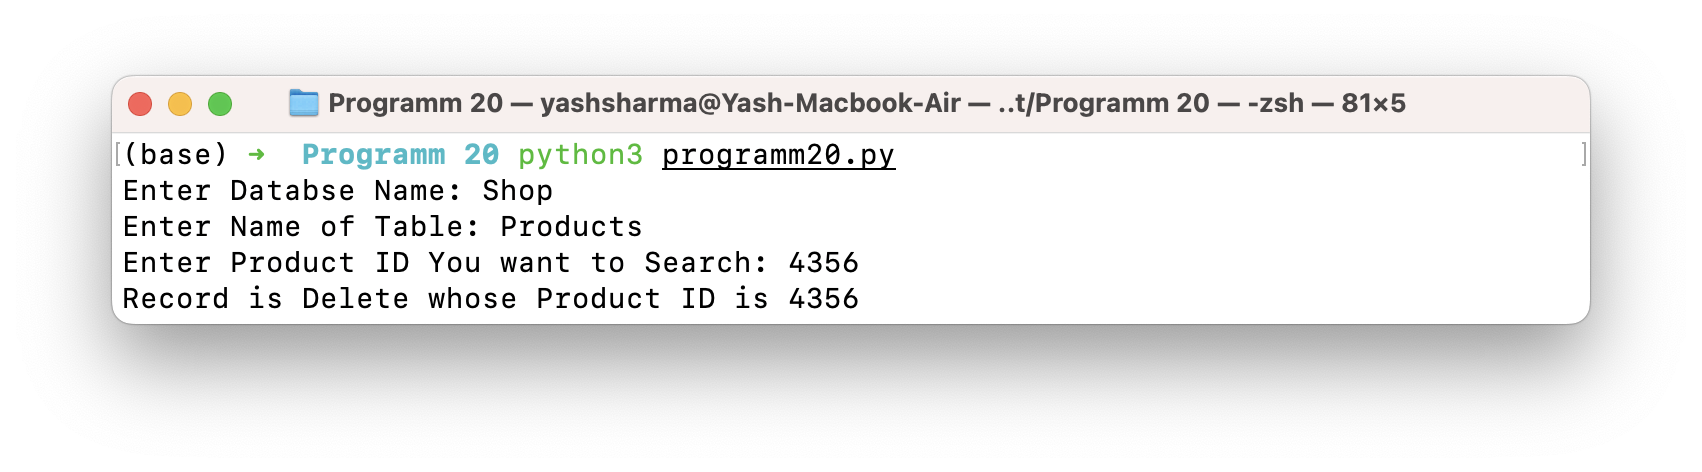 Programm 20 — yashsharma@Yash-Macbook-Air — ..t/Programm 20 — -zsh — 81×5
[(base) ➜  Programm 20 python3 programm20.py ]
Enter Databse Name: Shop
Enter Name of Table: Products
Enter Product ID You want to Search: 4356
Record is Delete whose Product ID is 4356